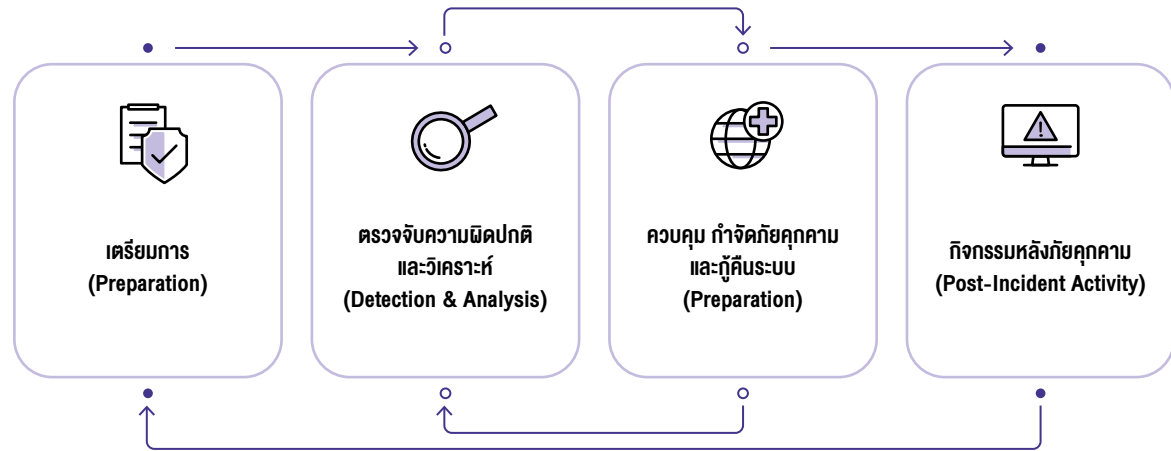 เตรียมการ
(Preparation)
ตรวจจับความผิดปกติ
และวิเคราะห์
(Detection & Analysis)
ควบคุม กำจัดภัยคุกคาม
และกู้คืนระบบ
(Preparation)
กิจกรรมหลังภัยคุกคาม
(Post-Incident Activity)